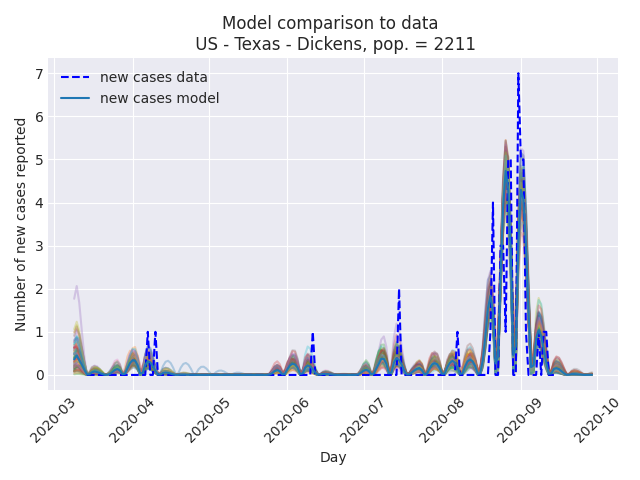 Model comparison to data
US - Texas - Dickens, pop. = 2211
new cases data
new cases model
Number of new cases reported
7
6
5
4
3
2
1
0
2020-03
2020-04
2020-05
2020-06
2020-07
2020-08
2020-09
2020-10
Day